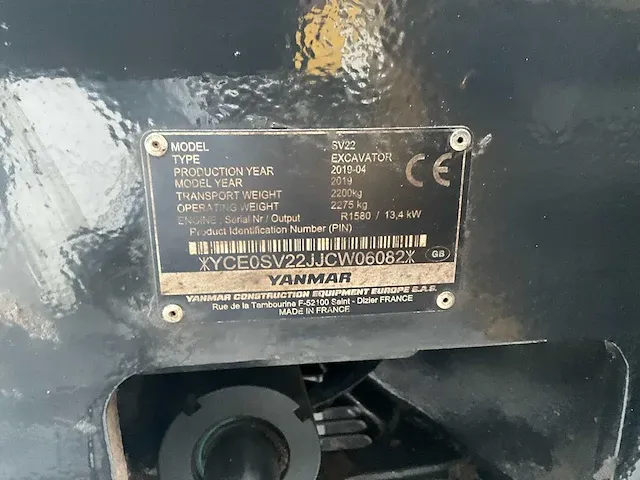 MODEL SV22
TYPE EXCAVATOR
PRODUCTION YEAR 2019-04
MODEL YEAR 2019
TRANSPORT WEIGHT 2200kg
OPERATING WEIGHT 2275 kg
ENGINE : Serial Nr / Output R1580 / 13,4 kW
Product Identification Number (PIN)
CE
*YCE0SV22JJCW06082*
GB
YANMAR
YANMAR CONSTRUCTION EQUIPMENT EUROPE S.A.S.
Rue de la Tambourine F-52100 Saint - Dizier FRANCE
MADE IN FRANCE